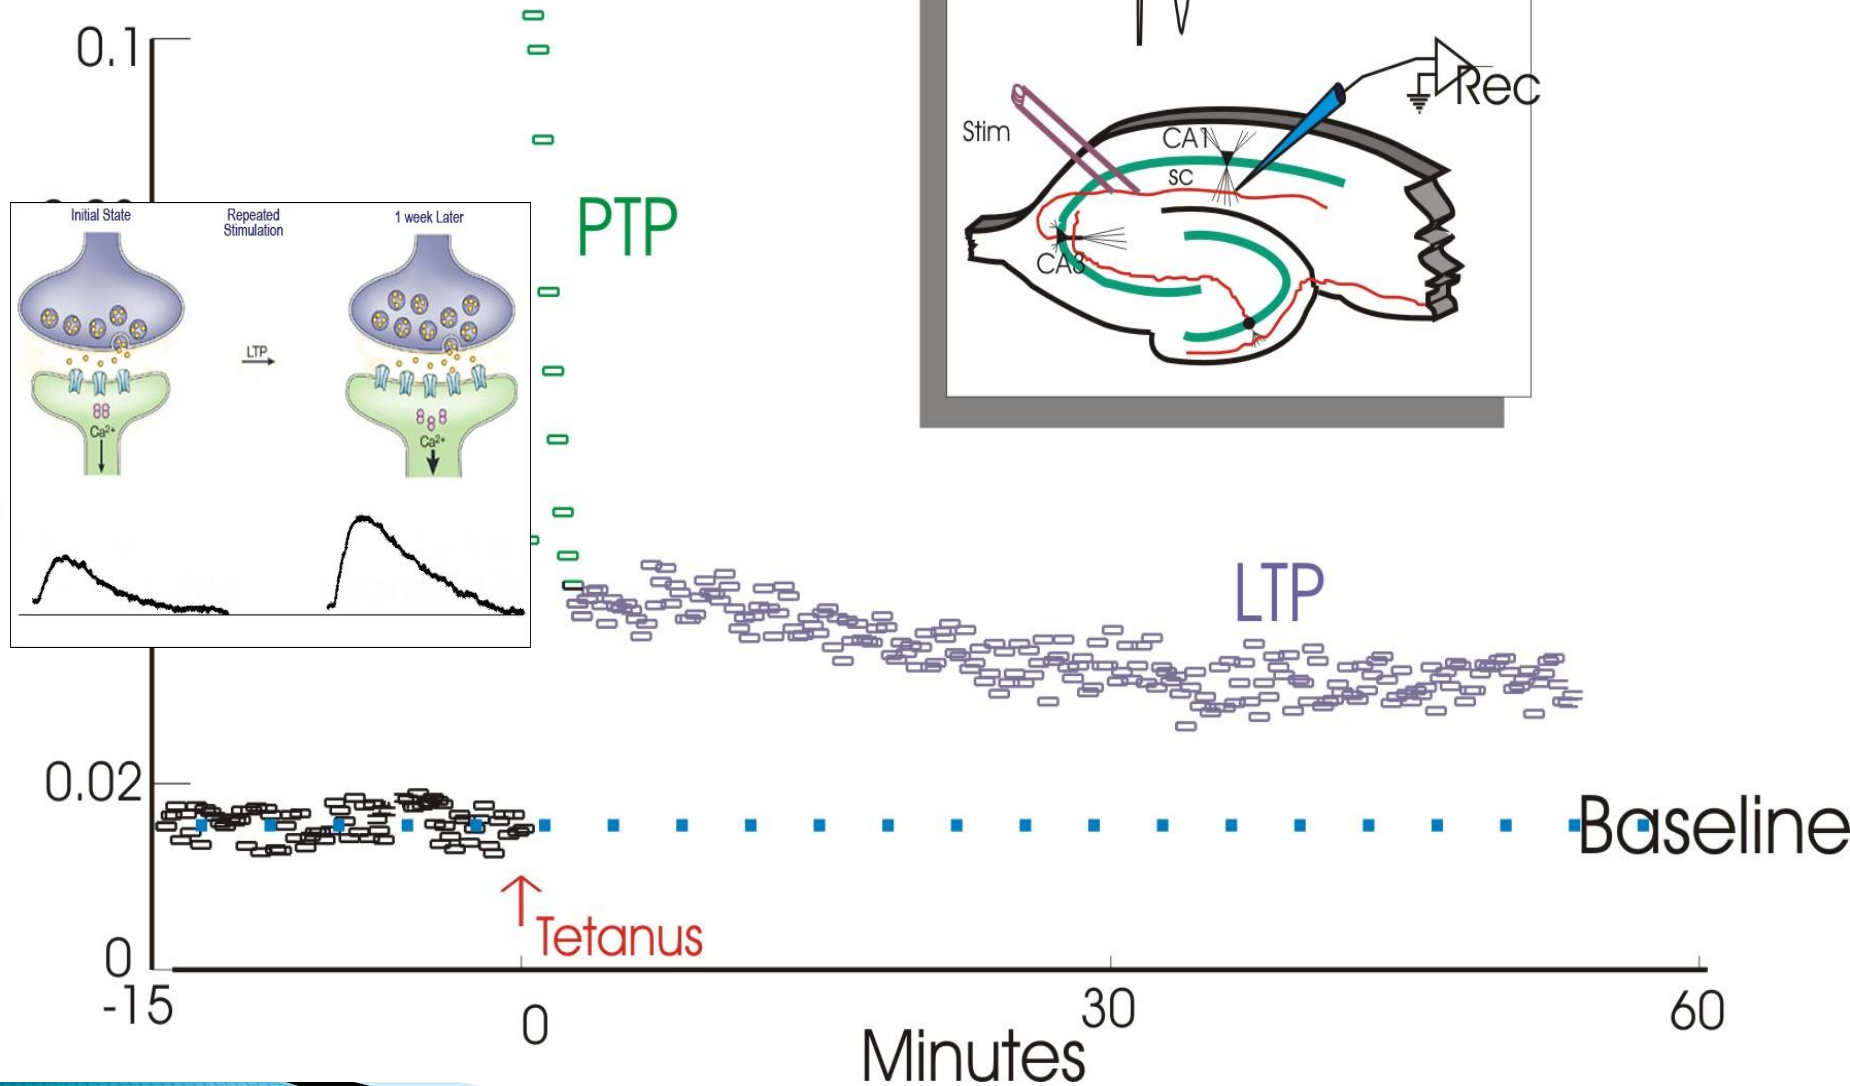 0.1
Rec
Stim
CA1
SC
CA3
PTP
Initial State
Repeated
Stimulation
1 week Later
LTP
Ca²⁺
Ca²⁺
LTP
0.02
Baseline
Tetanus
0
-15
0
30
60
Minutes